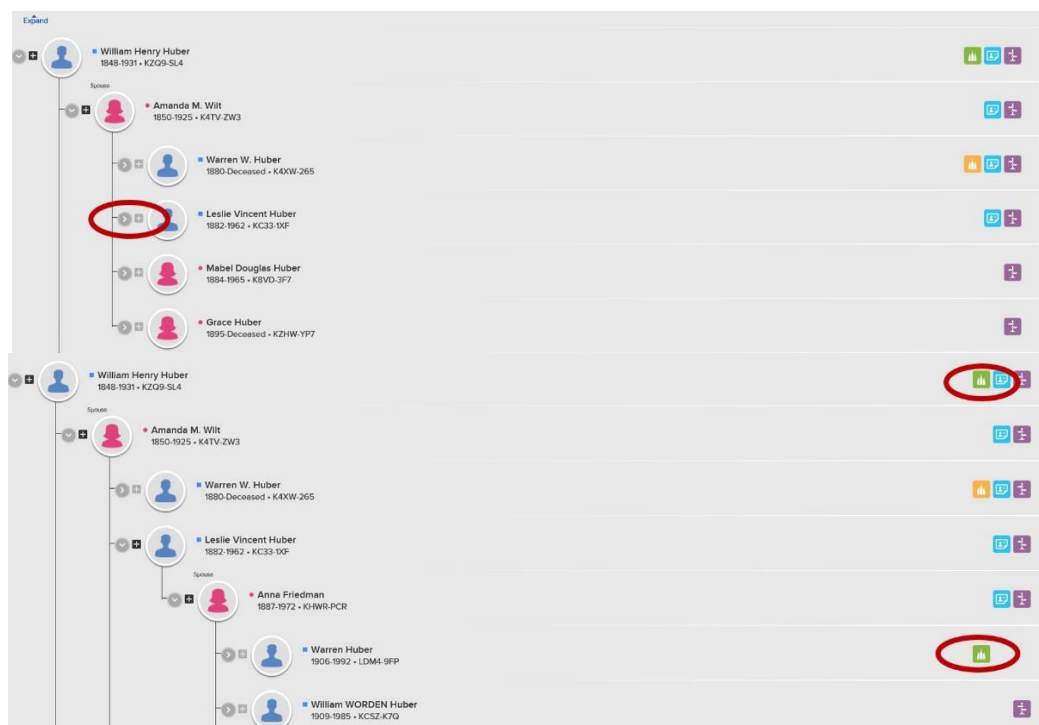 Expand
William Henry Huber
1848-1931 • KZQ9-SL4
Spouse
Amanda M. Wilt
1850-1925 • K4TV-ZW3
Warren W. Huber
1880-Deceased • K4XW-265
Leslie Vincent Huber
1882-1962 • KC33-1XF
Mabel Douglas Huber
1884-1965 • K8VD-3F7
Grace Huber
1895-Deceased • KZHW-YP7
William Henry Huber
1848-1931 • KZQ9-SL4
Spouse
Amanda M. Wilt
1850-1925 • K4TV-ZW3
Warren W. Huber
1880-Deceased • K4XW-265
Leslie Vincent Huber
1882-1962 • KC33-1XF
Spouse
Anna Friedman
1887-1972 • KHWR-PCR
Warren Huber
1906-1992 • LDM4-9FP
William WORDEN Huber
1909-1985 • KCSZ-K7Q